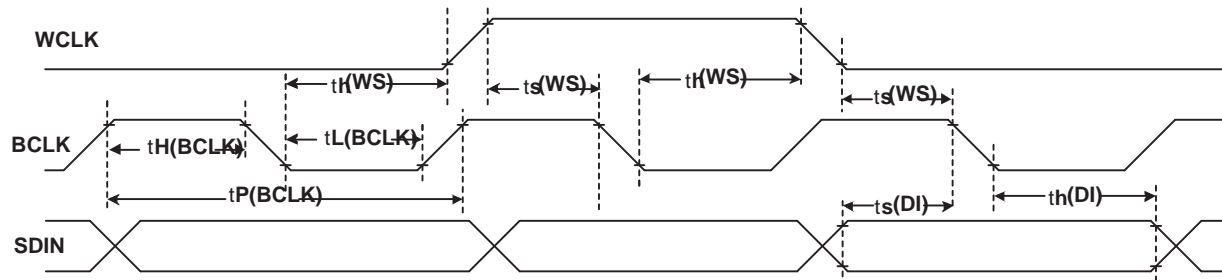 WCLK
th(WS)
ts(WS)
th(WS)
ts(WS)
BCLK
tH(BCLK)
tL(BCLK)
tP(BCLK)
ts(DI)
th(DI)
SDIN